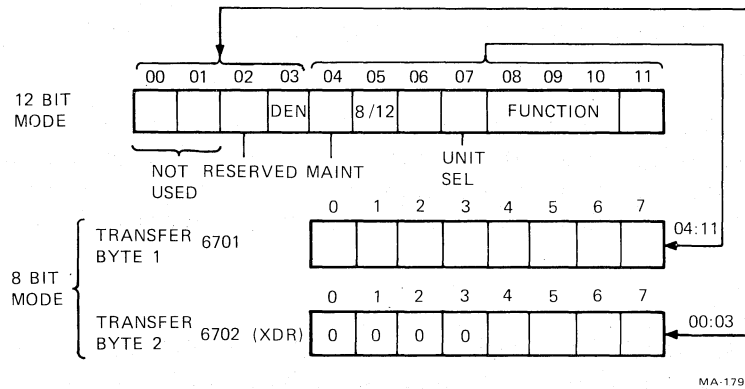 00 01 02 03 04 05 06 07 08 09 10 11
12 BIT
MODE
DEN 8/12 FUNCTION
NOT
USED
RESERVED MAINT
UNIT
SEL
0 1 2 3 4 5 6 7
8 BIT
MODE
TRANSFER
BYTE 1
6701
04:11
0 1 2 3 4 5 6 7
TRANSFER
BYTE 2
6702 (XDR)
0 0 0 0
00:03
MA-179